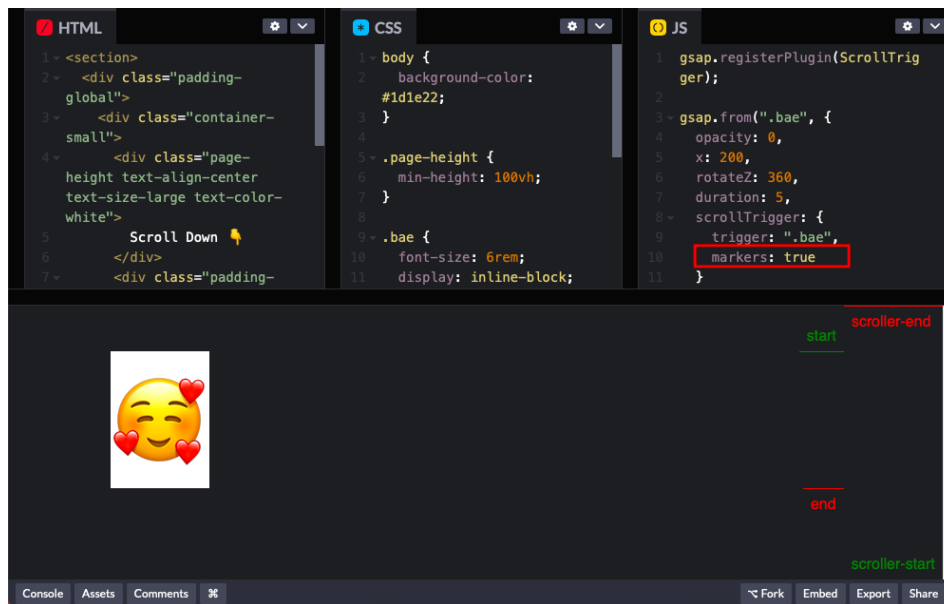 HTML
1 <section>
2 <div class="padding-
global">
3 <div class="container-
small">
4 <div class="page-
height text-align-center
text-size-large text-color-
white">
5 Scroll Down 👇
6 </div>
7 <div class="padding-
CSS
1 body {
2 background-color:
#1d1e22;
3 }
4
5 .page-height {
6 min-height: 100vh;
7 }
8
9 .bae {
10 font-size: 6rem;
11 display: inline-block;
JS
1 gsap.registerPlugin(ScrollTrig
ger);
2
3 gsap.from(".bae", {
4 opacity: 0,
5 x: 200,
6 rotateZ: 360,
7 duration: 5,
8 scrollTrigger: {
9 trigger: ".bae",
10 markers: true
11 }
scroller-end
start
end
scroller-start
Console Assets Comments ⌘ ⌥ Fork Embed Export Share